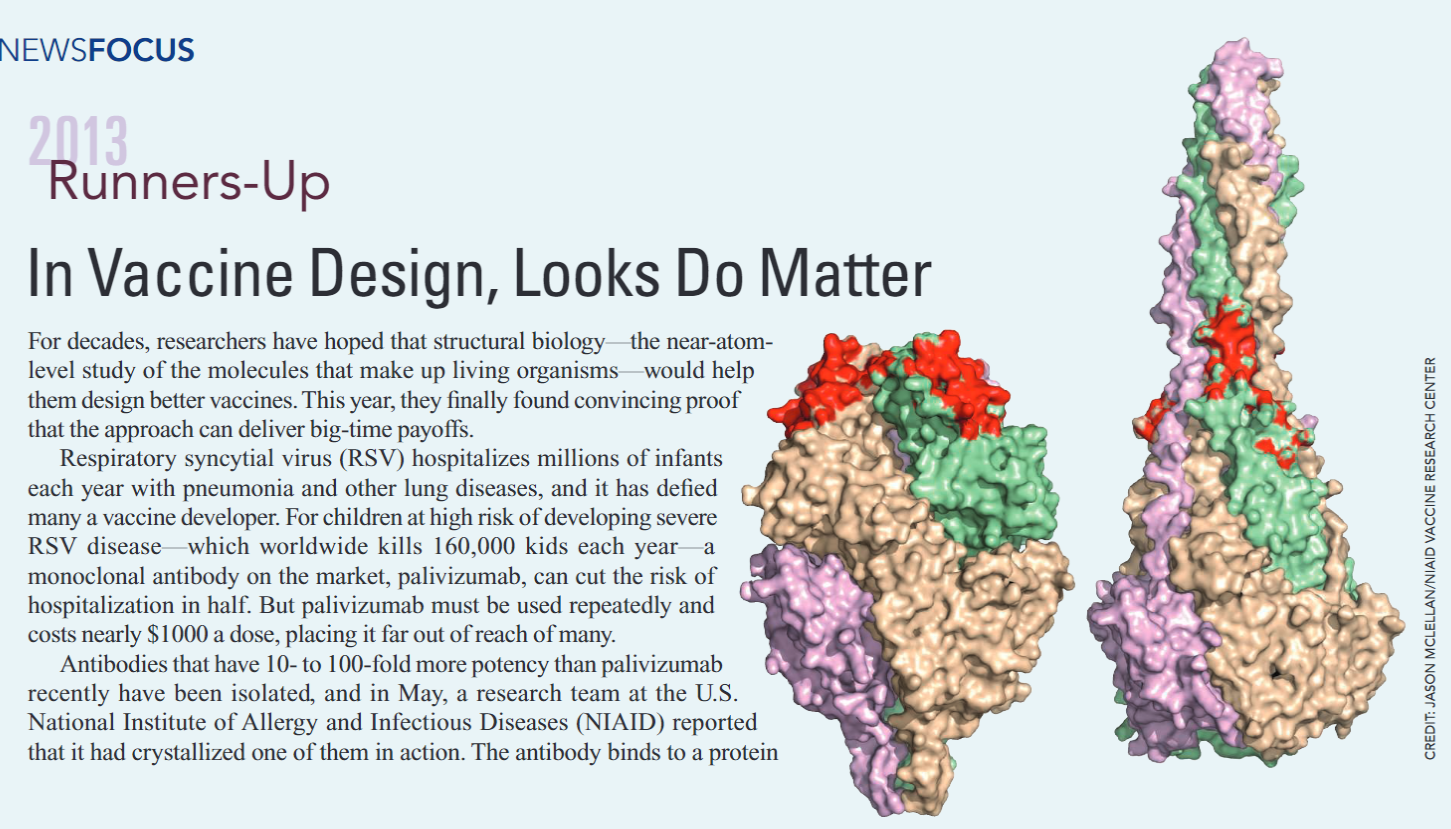 NEWSFOCUS
2013
Runners-Up
In Vaccine Design, Looks Do Matter
For decades, researchers have hoped that structural biology—the near-atom-
level study of the molecules that make up living organisms—would help
them design better vaccines. This year, they finally found convincing proof
that the approach can deliver big-time payoffs.
Respiratory syncytial virus (RSV) hospitalizes millions of infants
each year with pneumonia and other lung diseases, and it has defied
many a vaccine developer. For children at high risk of developing severe
RSV disease—which worldwide kills 160,000 kids each year—a
monoclonal antibody on the market, palivizumab, can cut the risk of
hospitalization in half. But palivizumab must be used repeatedly and
costs nearly $1000 a dose, placing it far out of reach of many.
Antibodies that have 10- to 100-fold more potency than palivizumab
recently have been isolated, and in May, a research team at the U.S.
National Institute of Allergy and Infectious Diseases (NIAID) reported
that it had crystallized one of them in action. The antibody binds to a protein
CREDIT: JASON MCLELLAN/NIAID VACCINE RESEARCH CENTER